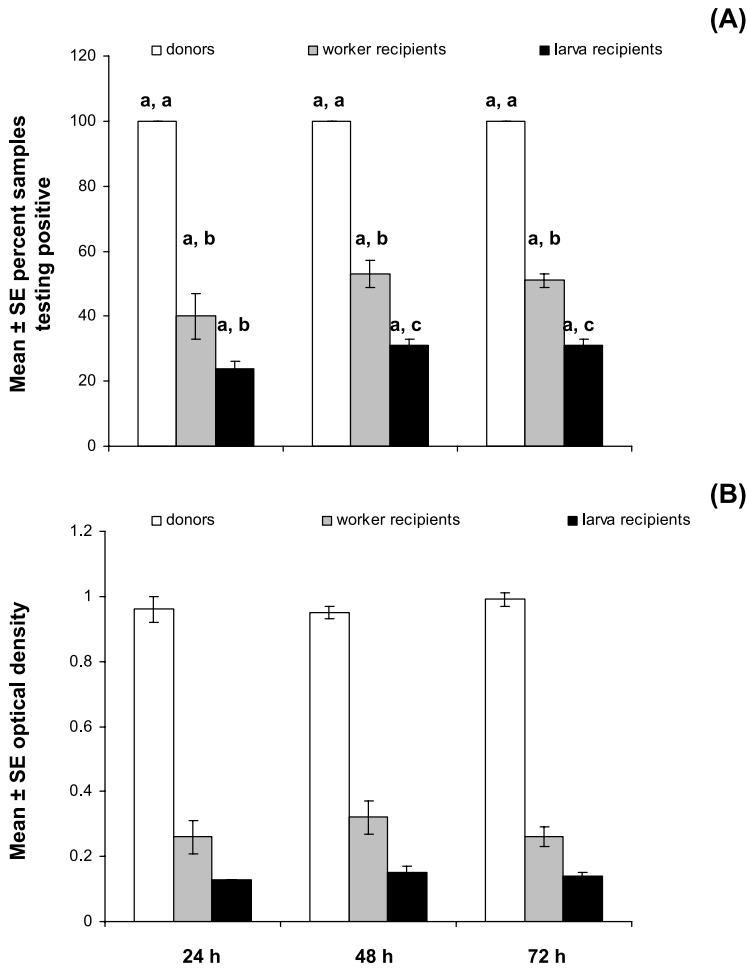 (A)
donors worker recipients larva recipients
Mean ± SE percent samples
testing positive
120
100
80
60
40
20
0
a, a a, a a, a
a, b a, b a, b
a, b a, c a, c
(B)
donors worker recipients larva recipients
Mean ± SE optical density
1.2
1
0.8
0.6
0.4
0.2
0
24 h 48 h 72 h